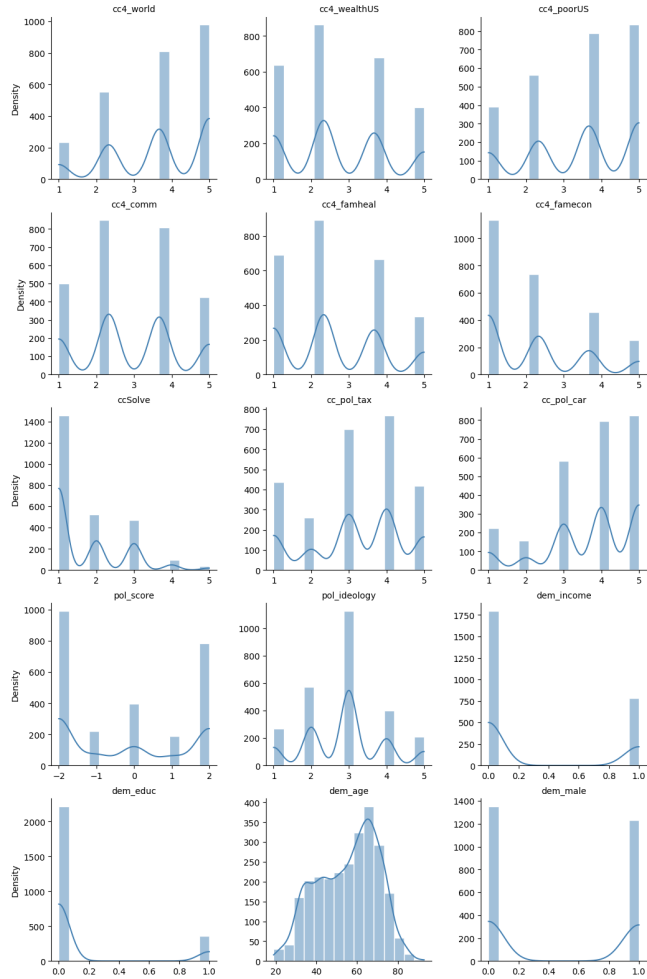 cc4_world cc4_wealthUS cc4_poorUS
1000 800 600 400 200 0
Density
1 2 3 4 5
800 600 400 200 0
1 2 3 4 5
800 700 600 500 400 300 200 100 0
1 2 3 4 5
cc4_comm cc4_famheal cc4_famecon
800 700 600 500 400 300 200 100 0
Density
1 2 3 4 5
800 600 400 200 0
1 2 3 4 5
1000 800 600 400 200 0
1 2 3 4 5
ccSolve cc_pol_tax cc_pol_car
1400 1200 1000 800 600 400 200 0
Density
1 2 3 4 5
800 700 600 500 400 300 200 100 0
1 2 3 4 5
800 700 600 500 400 300 200 100 0
1 2 3 4 5
pol_score pol_ideology dem_income
1000 800 600 400 200 0
Density
−2 −1 0 1 2
1000 800 600 400 200 0
1 2 3 4 5
1750 1500 1250 1000 750 500 250 0
0.0 0.2 0.4 0.6 0.8 1.0
dem_educ dem_age dem_male
2000 1500 1000 500 0
Density
0.0 0.2 0.4 0.6 0.8 1.0
400 350 300 250 200 150 100 50 0
20 40 60 80
1400 1200 1000 800 600 400 200 0
0.0 0.2 0.4 0.6 0.8 1.0